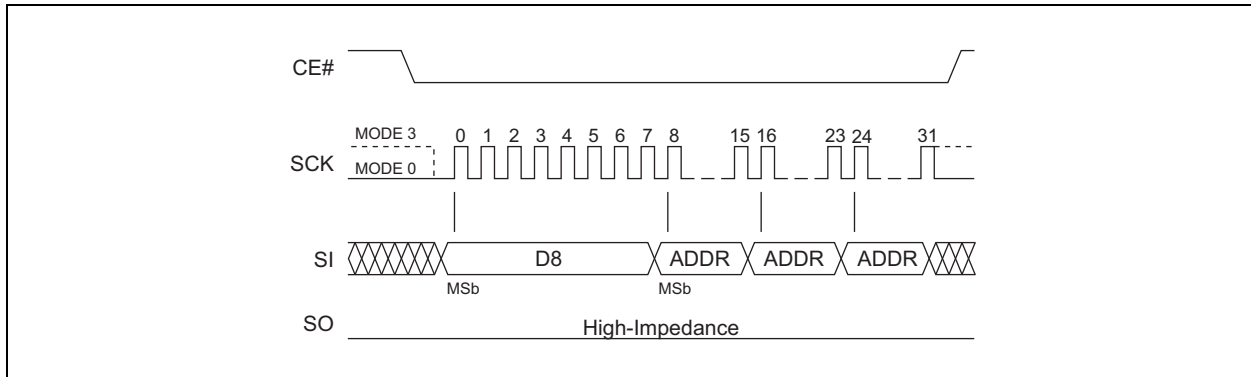 CE#
MODE 3 0 1 2 3 4 5 6 7 8 15 16 23 24 31
SCK MODE 0
SI D8 ADDR ADDR ADDR
MSb MSb
SO High-Impedance